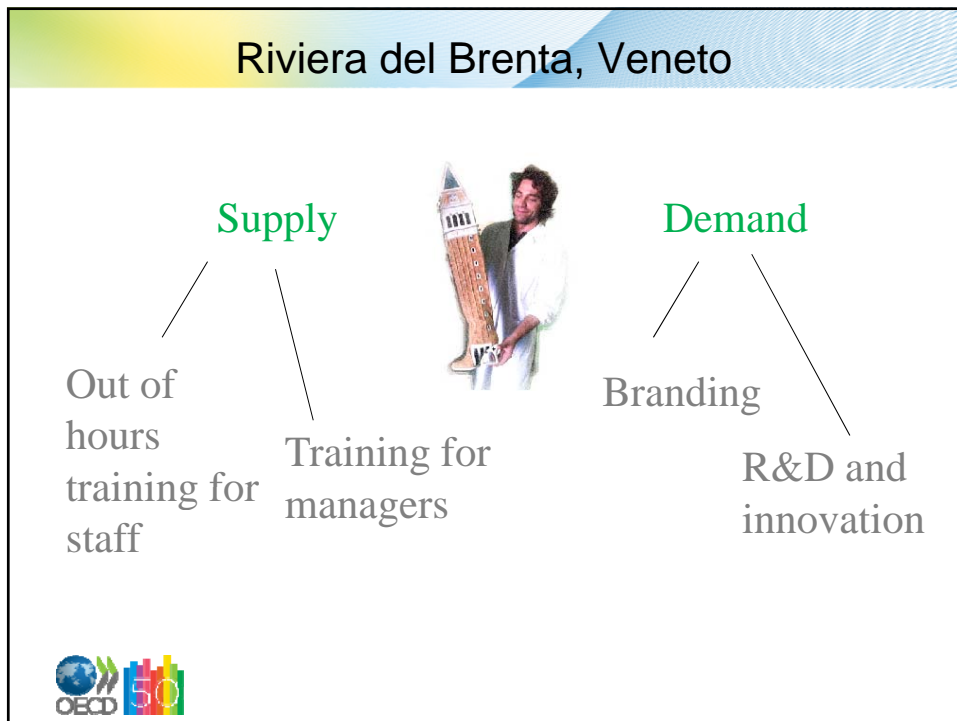 Riviera del Brenta, Veneto
Supply
Demand
Out of
hours
training for
staff
Training for
managers
Branding
R&D and
innovation
OECD
50